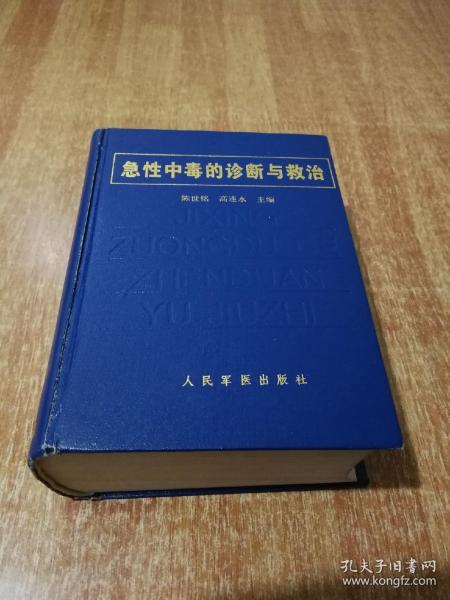 急性中毒的诊断与救治
陈世铭 高连永 主编
JIXING
ZHONGDU DE
ZHENDUAN
YU JIUZHI
人民军医出版社
孔夫子旧书网
www.kongfz.com